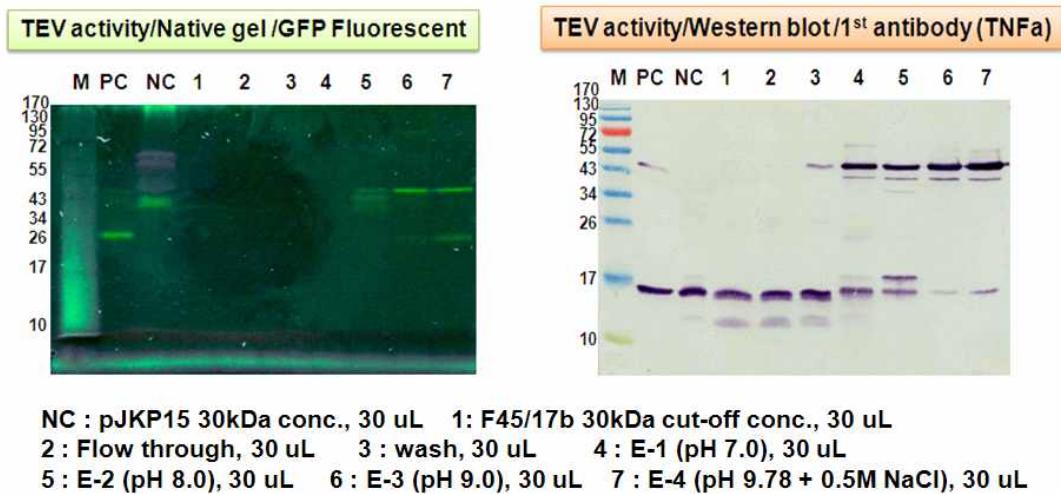 TEV activity/Native gel /GFP Fluorescent
TEV activity/Western blot/1st antibody (TNFa)
M PC NC 1 2 3 4 5 6 7
170
130
95
72
55
43
34
26
17
10
M PC NC 1 2 3 4 5 6 7
170
130
95
72
55
43
34
26
17
10
NC : pJKP15 30kDa conc., 30 uL 1: F45/17b 30kDa cut-off conc., 30 uL
2 : Flow through, 30 uL 3 : wash, 30 uL 4 : E-1 (pH 7.0), 30 uL
5 : E-2 (pH 8.0), 30 uL 6 : E-3 (pH 9.0), 30 uL 7 : E-4 (pH 9.78 + 0.5M NaCl), 30 uL